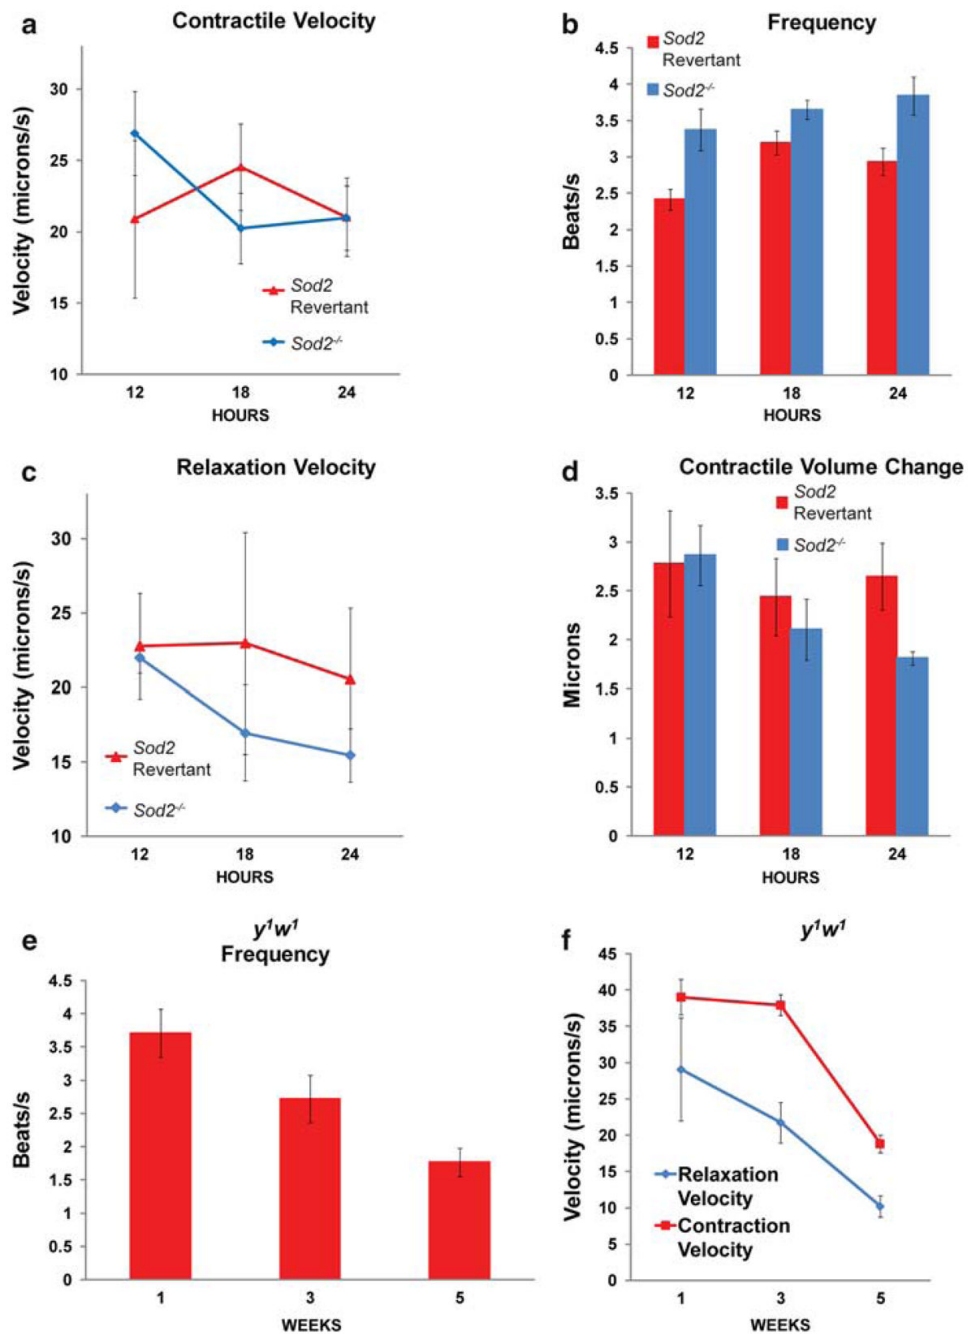 a
Contractile Velocity
Velocity (microns/s)
30
25
20
15
10
12
18
24
HOURS
Sod2
Revertant
Sod2-/-
b
Frequency
Beats/s
4.5
4
3.5
3
2.5
2
1.5
1
0.5
0
12
18
24
HOURS
Sod2
Revertant
Sod2-/-
c
Relaxation Velocity
Velocity (microns/s)
30
25
20
15
10
12
18
24
HOURS
Sod2
Revertant
Sod2-/-
d
Contractile Volume Change
Microns
3.5
3
2.5
2
1.5
1
0.5
0
12
18
24
HOURS
Sod2
Revertant
Sod2-/-
e
y1w1
Frequency
Beats/s
4.5
4
3.5
3
2.5
2
1.5
1
0.5
0
1
3
5
WEEKS
f
y1w1
Velocity (microns/s)
45
40
35
30
25
20
15
10
5
0
1
3
5
WEEKS
Relaxation
Velocity
Contraction
Velocity